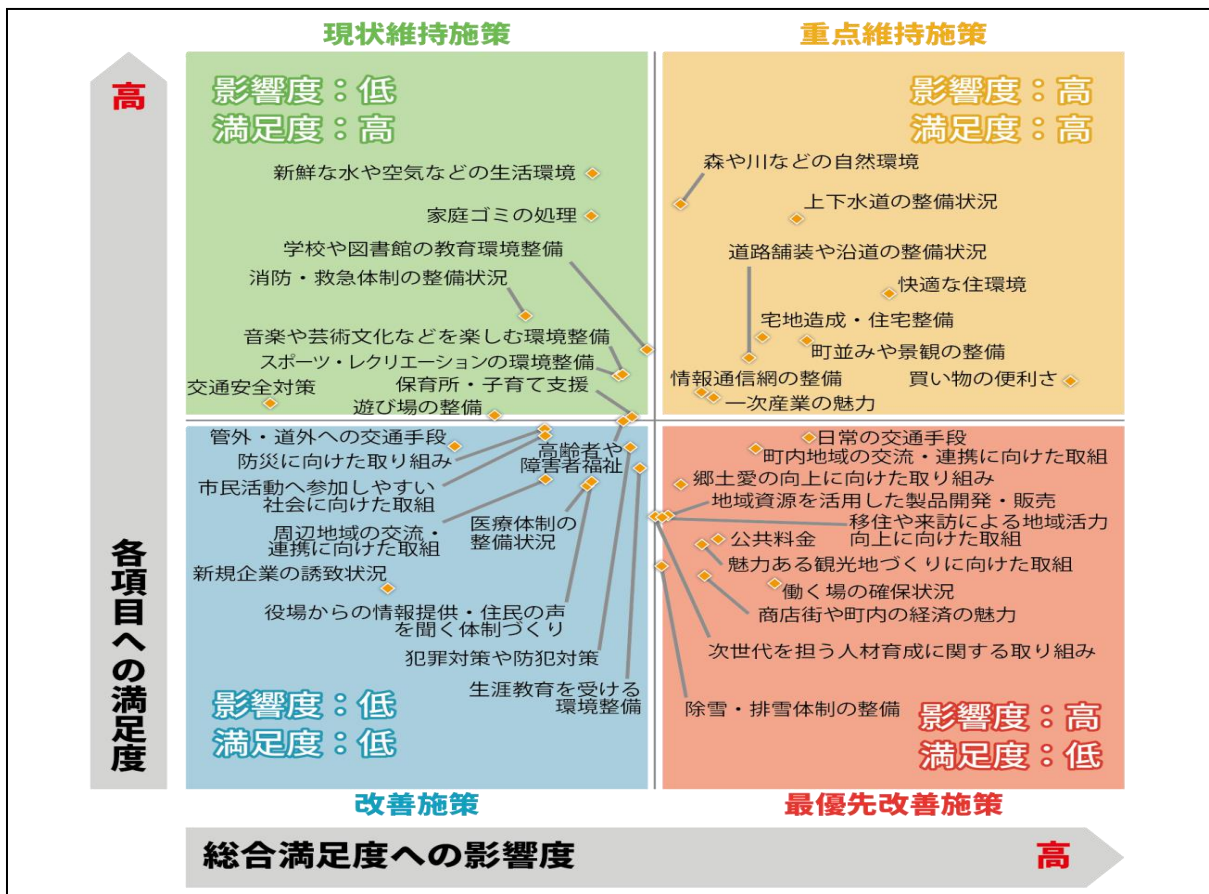 現状維持施策
重点維持施策
高
影響度：低
満足度：高
影響度：高
満足度：高
新鮮な水や空気などの生活環境
家庭ゴミの処理
学校や図書館の教育環境整備
消防・救急体制の整備状況
音楽や芸術文化などを楽しむ環境整備
スポーツ・レクリエーションの環境整備
交通安全対策
保育所・子育て支援
遊び場の整備
森や川などの自然環境
上下水道の整備状況
道路舗装や沿道の整備状況
快適な住環境
宅地造成・住宅整備
町並みや景観の整備
情報通信網の整備
買い物の便利さ
一次産業の魅力
管外・道外への交通手段
防災に向けた取り組み
高齢者や
障害者福祉
市民活動へ参加しやすい
社会に向けた取組
周辺地域の交流・
連携に向けた取組
医療体制の
整備状況
新規企業の誘致状況
役場からの情報提供・住民の声
を聞く体制づくり
犯罪対策や防犯対策
生涯教育を受ける
環境整備
影響度：低
満足度：低
日常の交通手段
町内地域の交流・連携に向けた取組
郷土愛の向上に向けた取り組み
地域資源を活用した製品開発・販売
移住や来訪による地域活力
向上に向けた取組
公共料金
魅力ある観光地づくりに向けた取組
働く場の確保状況
商店街や町内の経済の魅力
次世代を担う人材育成に関する取り組み
除雪・排雪体制の整備
影響度：高
満足度：低
各項目への満足度
改善施策
最優先改善施策
総合満足度への影響度
高